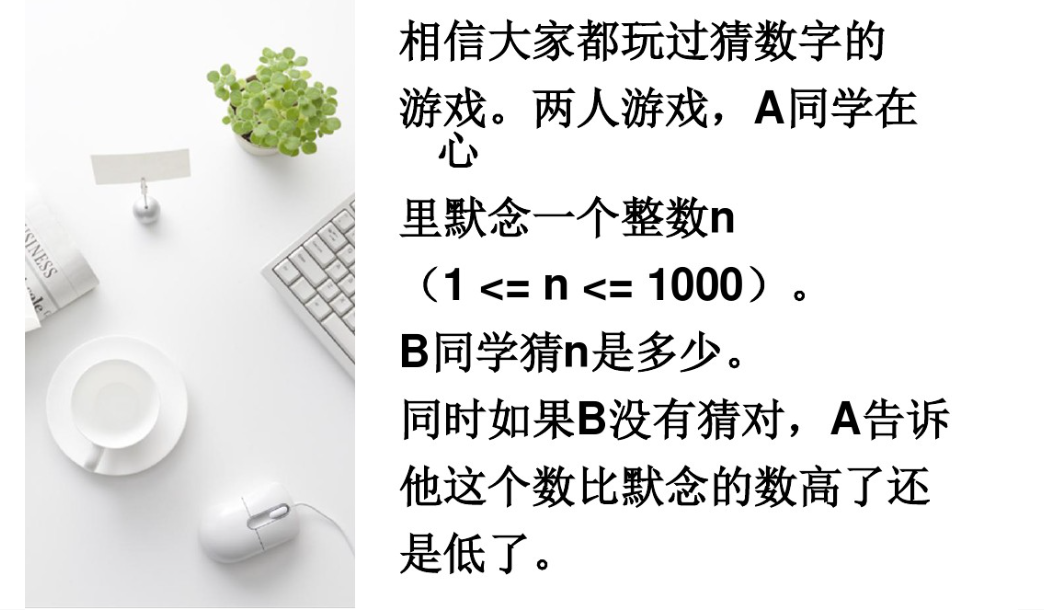 相信大家都玩过猜数字的
游戏。两人游戏，A同学在
心
里默念一个整数n
（1 <= n <= 1000）。
B同学猜n是多少。
同时如果B没有猜对，A告诉
他这个数比默念的数高了还
是低了。